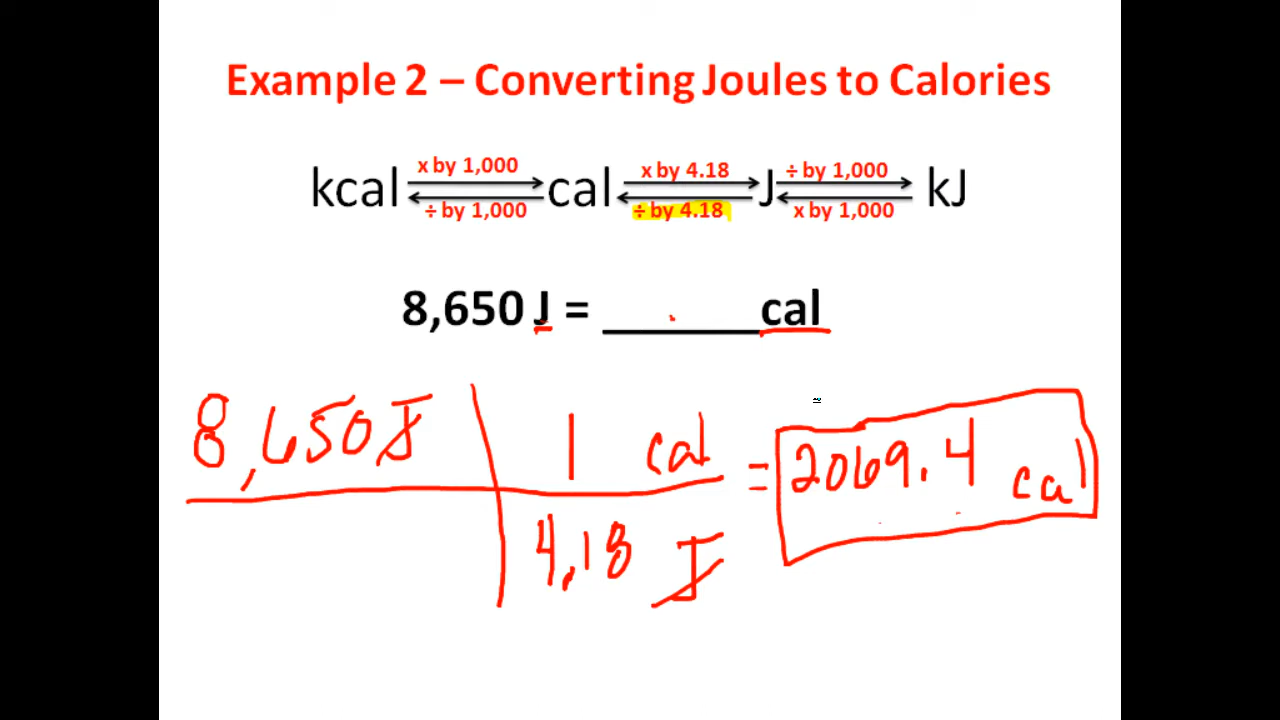 Example 2 – Converting Joules to Calories
x by 1,000 x by 4.18 ÷ by 1,000
kcal cal J kJ
÷ by 1,000 ÷ by 4.18 x by 1,000
8,650 J = ________ cal
8,650 J 1 cal = 2069.4 cal
4.18 J